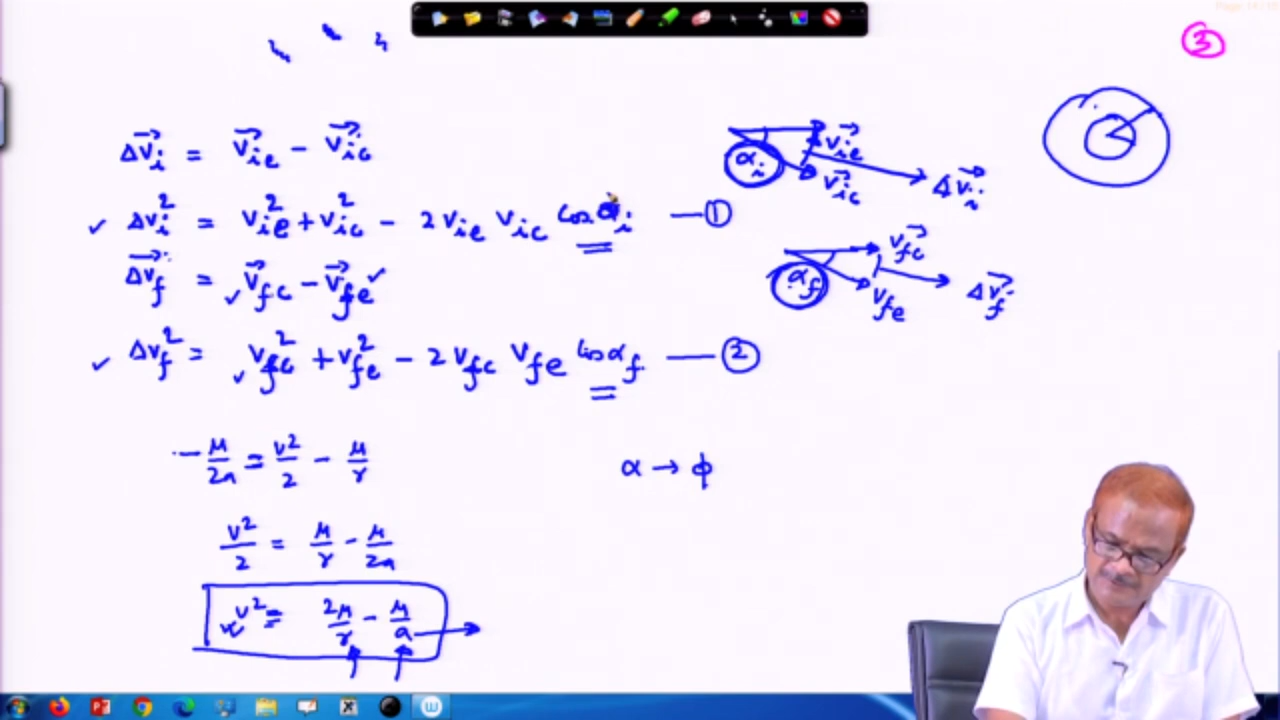 ③
Δv⃗ᵢ = v⃗ᵢₑ − v⃗ᵢc
Δvᵢ² = vᵢₑ² + vᵢc² − 2 vᵢₑ vᵢc cos αᵢ — ①
Δv⃗f = v⃗fc − v⃗fe
Δvf² = vfc² + vfe² − 2 vfc vfe cos αf — ②
−μ/2a = v²/2 − μ/r
v²/2 = μ/r − μ/2a
v² = 2μ/r − μ/a
αᵢ
v⃗ᵢₑ
v⃗ᵢc
Δv⃗ᵢ
αf
v⃗fc
vfe
Δv⃗f
α → ϕ